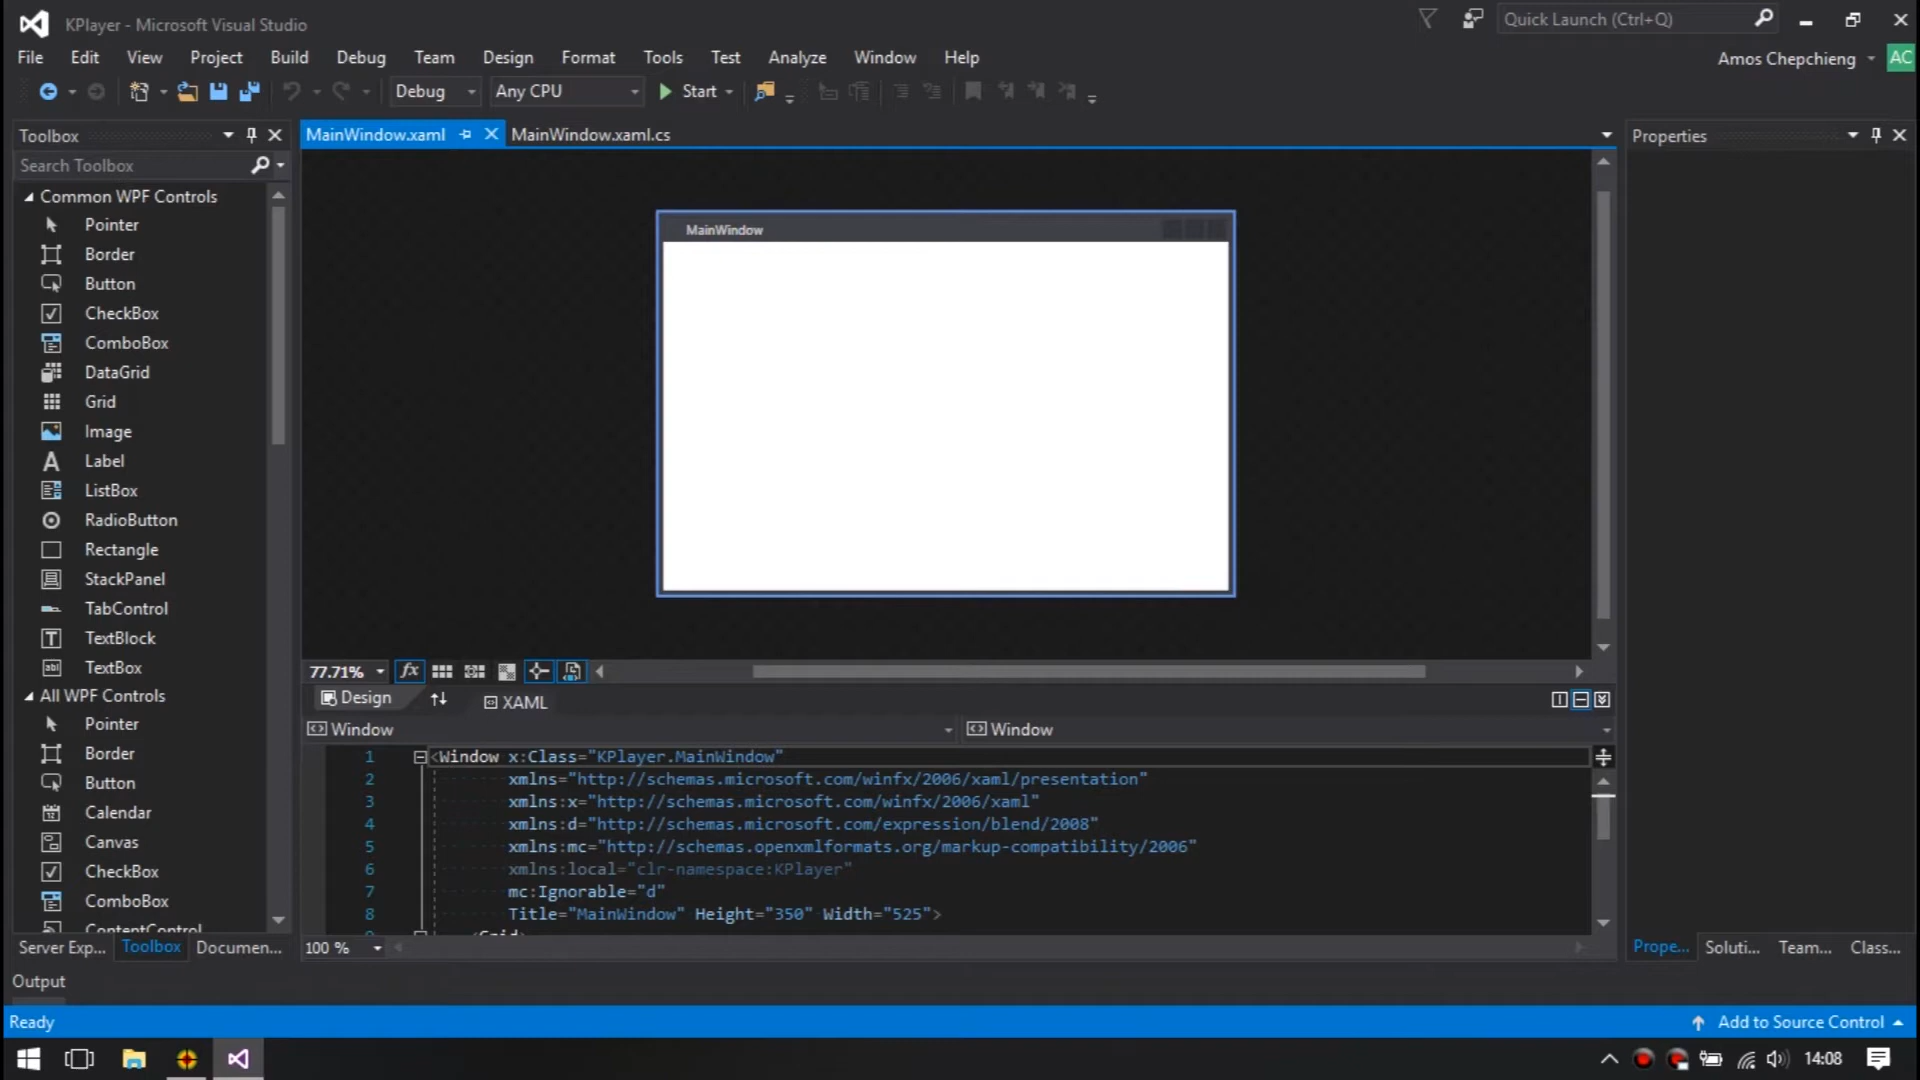 KPlayer - Microsoft Visual Studio
Quick Launch (Ctrl+Q)
File Edit View Project Build Debug Team Design Format Tools Test Analyze Window Help
Amos Chepchieng AC
Debug Any CPU Start
Toolbox
MainWindow.xaml MainWindow.xaml.cs
Properties
Search Toolbox
Common WPF Controls
Pointer
Border
Button
CheckBox
ComboBox
DataGrid
Grid
Image
Label
ListBox
RadioButton
Rectangle
StackPanel
TabControl
TextBlock
TextBox
All WPF Controls
Pointer
Border
Button
Calendar
Canvas
CheckBox
ComboBox
ContentControl
Server Exp... Toolbox Documen...
MainWindow
77.71%
Design XAML
Window Window
1 <Window x:Class="KPlayer.MainWindow"
2 xmlns="http://schemas.microsoft.com/winfx/2006/xaml/presentation"
3 xmlns:x="http://schemas.microsoft.com/winfx/2006/xaml"
4 xmlns:d="http://schemas.microsoft.com/expression/blend/2008"
5 xmlns:mc="http://schemas.openxmlformats.org/markup-compatibility/2006"
6 xmlns:local="clr-namespace:KPlayer"
7 mc:Ignorable="d"
8 Title="MainWindow" Height="350" Width="525">
<Grid>
100 %
Prope... Soluti... Team... Class...
Output
Ready
Add to Source Control
14:08